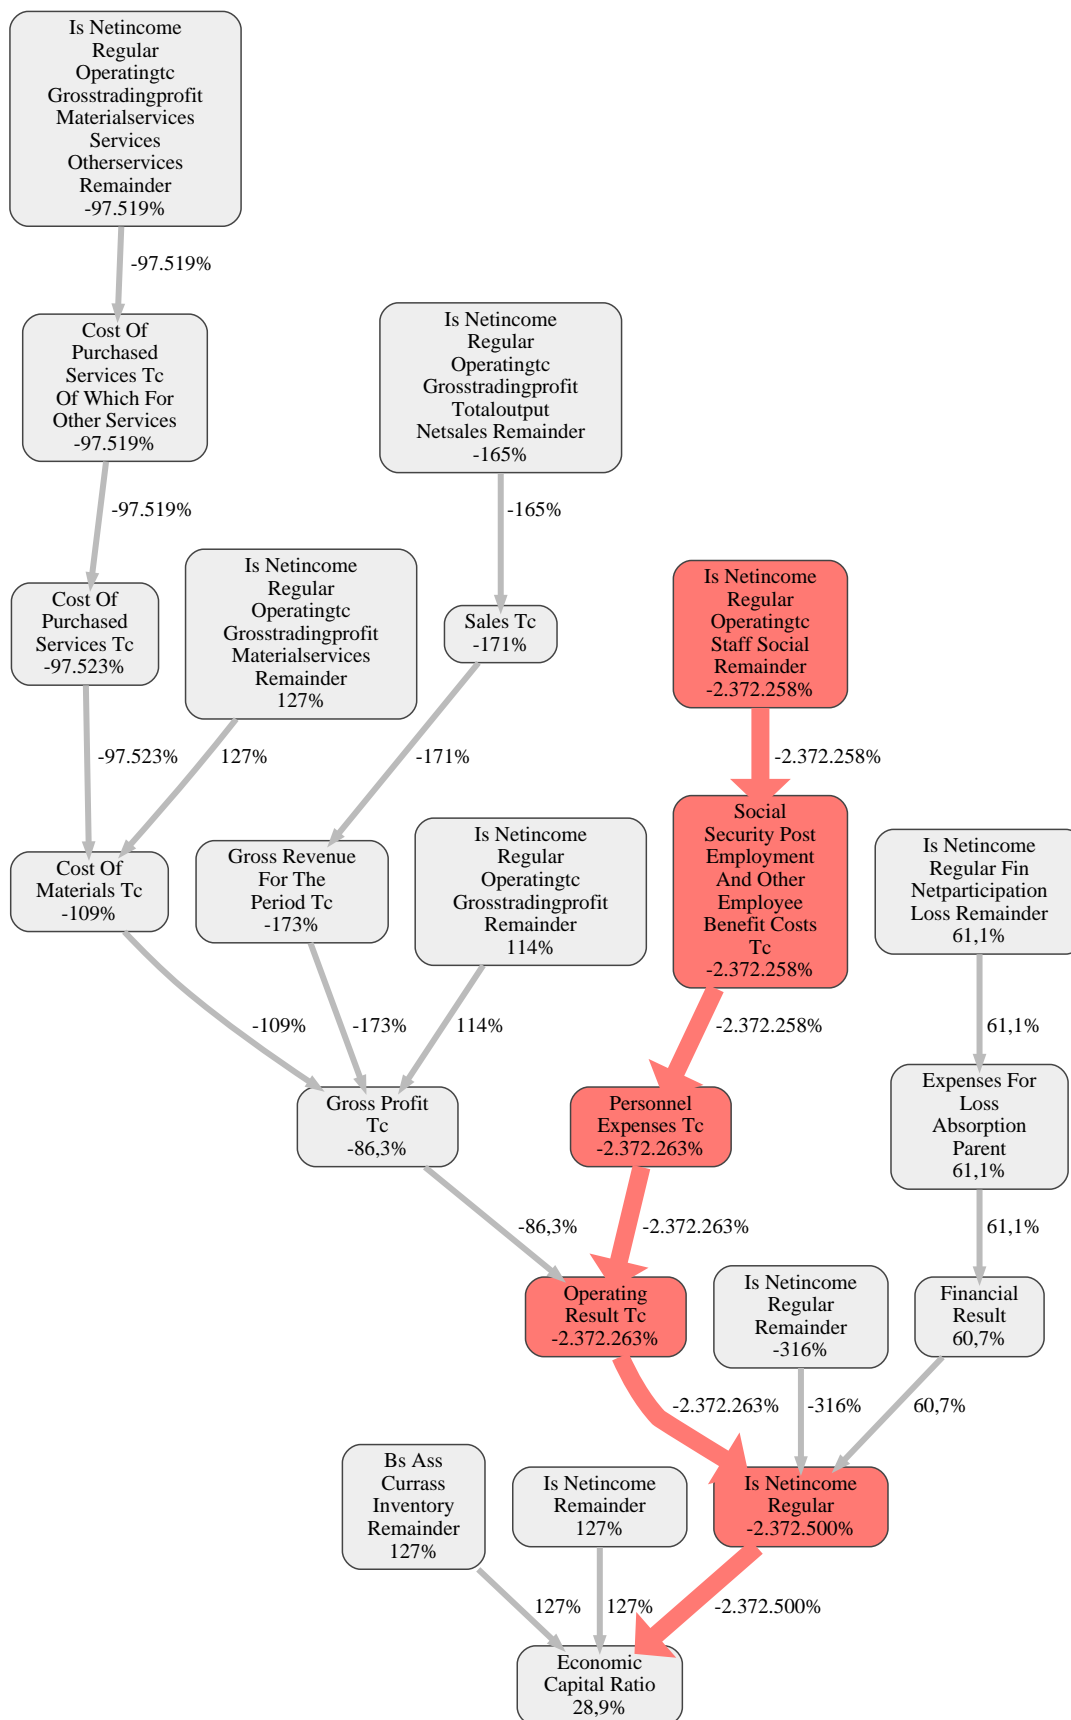 Is Netincome
Regular
Operatingtc
Grosstradingprofit
Materialservices
Services
Otherservices
Remainder
-97.519%
-97.519%
Cost Of
Purchased
Services Tc
Of Which For
Other Services
-97.519%
Is Netincome
Regular
Operatingtc
Grosstradingprofit
Totaloutput
Netsales Remainder
-165%
-97.519%
-165%
Cost Of
Purchased
Services Tc
-97.523%
Is Netincome
Regular
Operatingtc
Grosstradingprofit
Materialservices
Remainder
127%
Sales Tc
-171%
Is Netincome
Regular
Operatingtc
Staff Social
Remainder
-2.372.258%
-97.523%
127%
-171%
-2.372.258%
Cost Of
Materials Tc
-109%
Gross Revenue
For The
Period Tc
-173%
Is Netincome
Regular
Operatingtc
Grosstradingprofit
Remainder
114%
Social
Security Post
Employment
And Other
Employee
Benefit Costs
Tc
-2.372.258%
Is Netincome
Regular Fin
Netparticipation
Loss Remainder
61,1%
-109%
-173%
114%
-2.372.258%
61,1%
Gross Profit
Tc
-86,3%
Personnel
Expenses Tc
-2.372.263%
Expenses For
Loss
Absorption
Parent
61,1%
-86,3%
-2.372.263%
61,1%
Operating
Result Tc
-2.372.263%
Is Netincome
Regular
Remainder
-316%
Financial
Result
60,7%
-2.372.263%
-316%
60,7%
Bs Ass
Currass
Inventory
Remainder
127%
Is Netincome
Remainder
127%
Is Netincome
Regular
-2.372.500%
127%
127%
-2.372.500%
Economic
Capital Ratio
28,9%